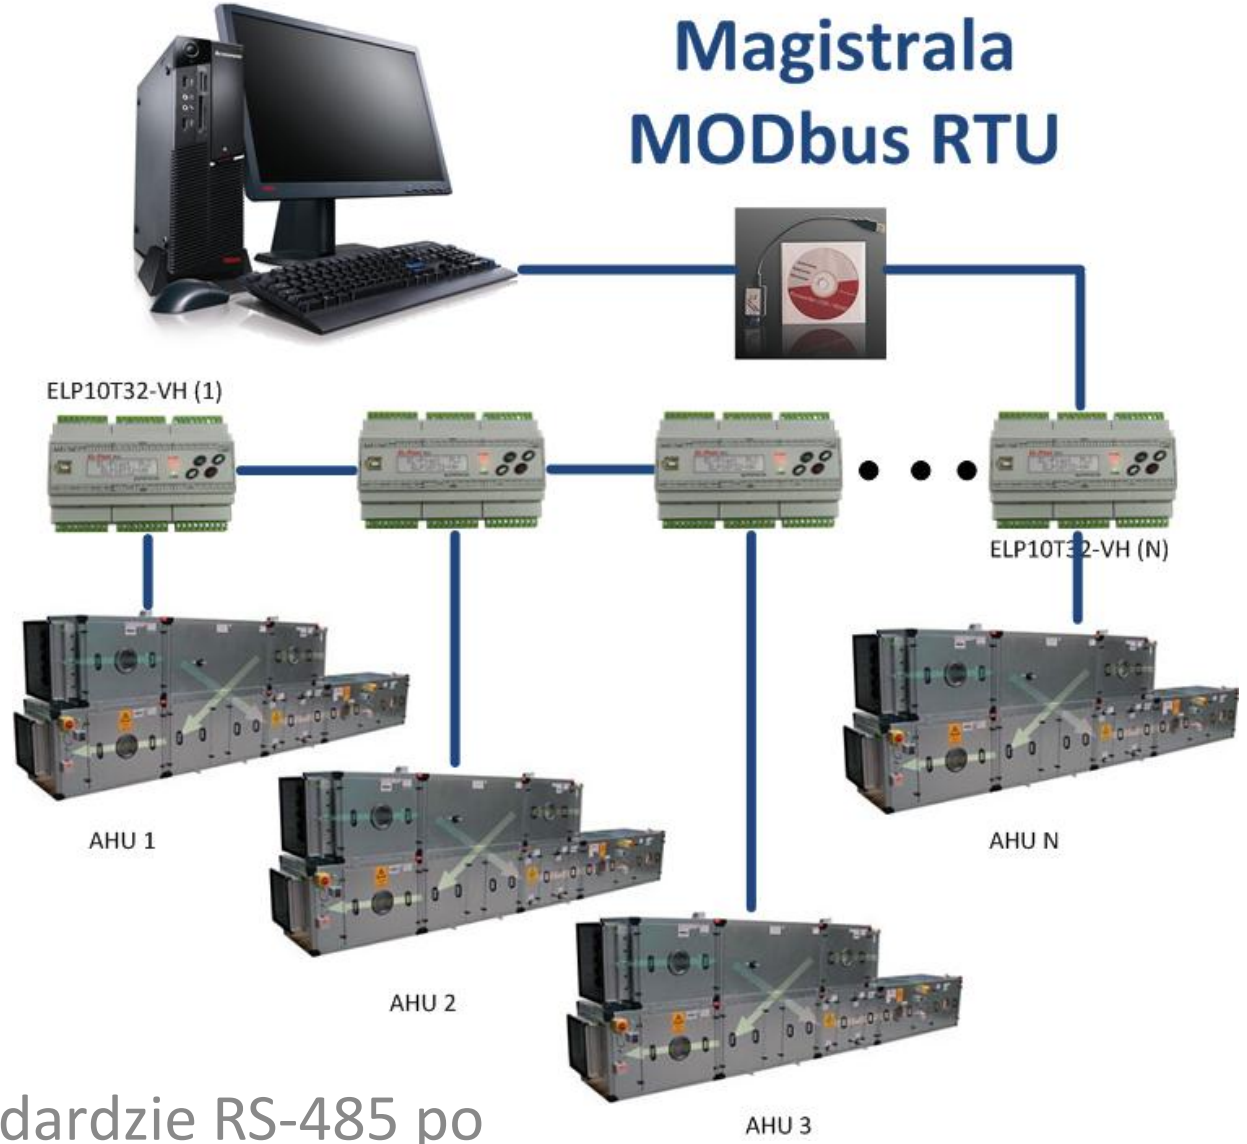 Magistrala
MODbus RTU
ELP10T32-VH (1)
ELP10T32-VH (N)
AHU 1
AHU N
AHU 2
AHU 3
dardzie RS-485 po